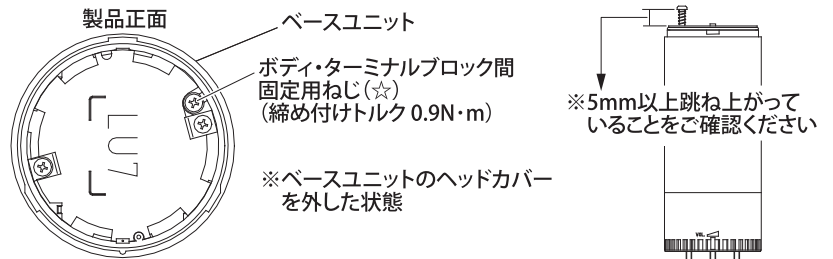 製品正面
ベースユニット
ボディ・ターミナルブロック間
固定用ねじ（☆）
（締め付けトルク 0.9N・m）
※ベースユニットのヘッドカバー
を外した状態
LU7
※5mm以上跳ね上がって
いることをご確認ください
VOL.